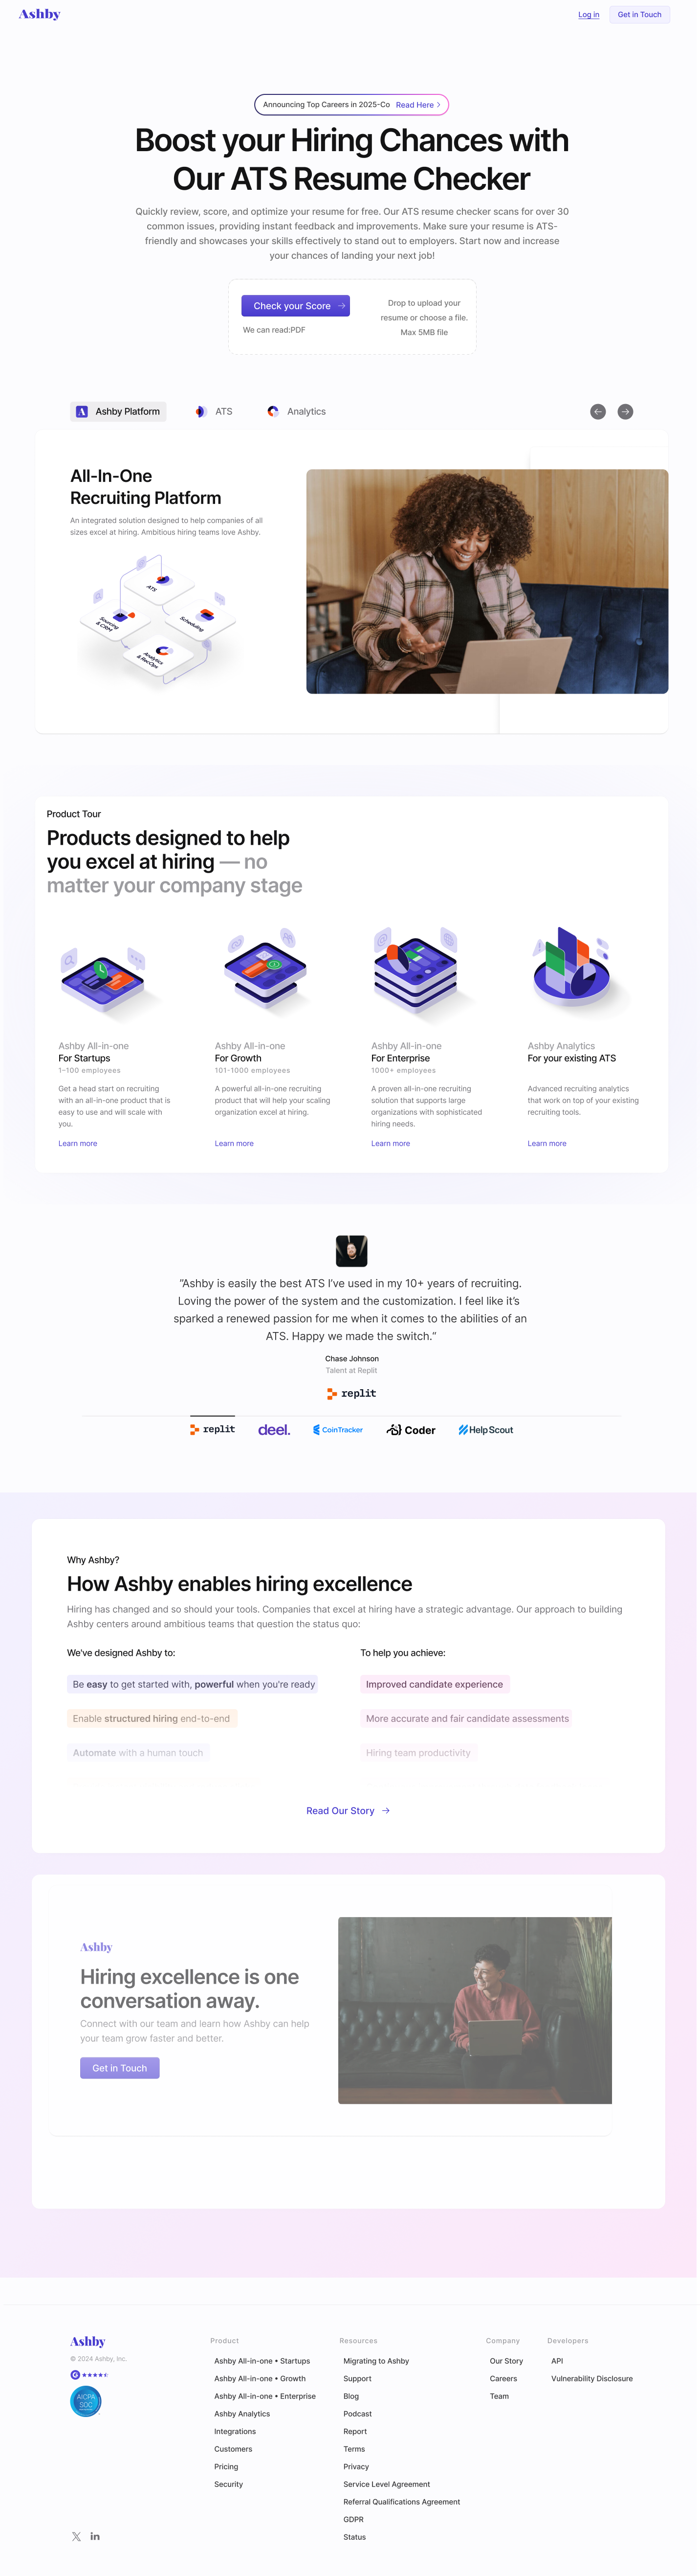 Ashby
Log in
Get in Touch
Announcing Top Careers in 2025-Co Read Here
Boost your Hiring Chances with
Our ATS Resume Checker
Quickly review, score, and optimize your resume for free. Our ATS resume checker scans for over 30
common issues, providing instant feedback and improvements. Make sure your resume is ATS-
friendly and showcases your skills effectively to stand out to employers. Start now and increase
your chances of landing your next job!
Check your Score
We can read:PDF
Drop to upload your
resume or choose a file.
Max 5MB file
Ashby Platform
ATS
Analytics
All-In-One
Recruiting Platform
An integrated solution designed to help companies of all
sizes excel at hiring. Ambitious hiring teams love Ashby.
ATS
Sourcing
& CRM
Scheduling
Analytics
& RecOps
Product Tour
Products designed to help
you excel at hiring — no
matter your company stage
Ashby All-in-one
For Startups
1–100 employees
Get a head start on recruiting
with an all-in-one product that is
easy to use and will scale with
you.
Learn more
Ashby All-in-one
For Growth
101-1000 employees
A powerful all-in-one recruiting
product that will help your scaling
organization excel at hiring.
Learn more
Ashby All-in-one
For Enterprise
1000+ employees
A proven all-in-one recruiting
solution that supports large
organizations with sophisticated
hiring needs.
Learn more
Ashby Analytics
For your existing ATS
Advanced recruiting analytics
that work on top of your existing
recruiting tools.
Learn more
“Ashby is easily the best ATS I’ve used in my 10+ years of recruiting.
Loving the power of the system and the customization. I feel like it’s
sparked a renewed passion for me when it comes to the abilities of an
ATS. Happy we made the switch.”
Chase Johnson
Talent at Replit
replit
replit
deel.
CoinTracker
Coder
Help Scout
Why Ashby?
How Ashby enables hiring excellence
Hiring has changed and so should your tools. Companies that excel at hiring have a strategic advantage. Our approach to building
Ashby centers around ambitious teams that question the status quo:
We've designed Ashby to:
Be easy to get started with, powerful when you're ready
Enable structured hiring end-to-end
Automate with a human touch
To help you achieve:
Improved candidate experience
More accurate and fair candidate assessments
Hiring team productivity
Read Our Story
Ashby
Hiring excellence is one
conversation away.
Connect with our team and learn how Ashby can help
your team grow faster and better.
Get in Touch
Ashby
© 2024 Ashby, Inc.
AICPA
SOC
Product
Ashby All-in-one • Startups
Ashby All-in-one • Growth
Ashby All-in-one • Enterprise
Ashby Analytics
Integrations
Customers
Pricing
Security
Resources
Migrating to Ashby
Support
Blog
Podcast
Report
Terms
Privacy
Service Level Agreement
Referral Qualifications Agreement
GDPR
Status
Company
Our Story
Careers
Team
Developers
API
Vulnerability Disclosure